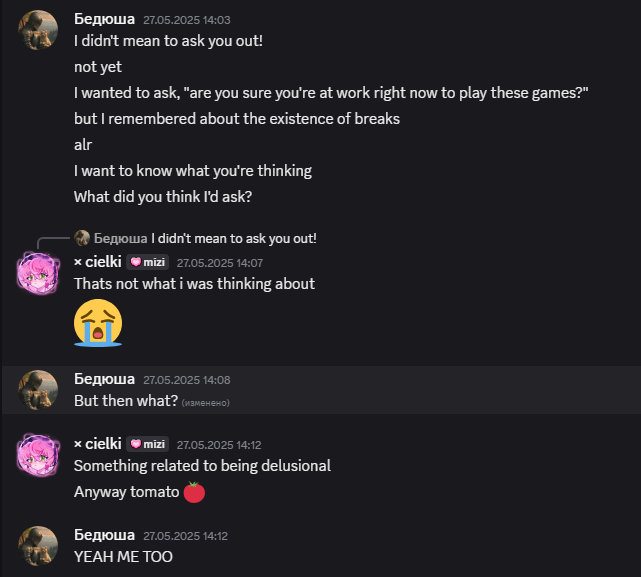 Бедюша 27.05.2025 14:03
I didn't mean to ask you out!
not yet
I wanted to ask, "are you sure you're at work right now to play these games?"
but I remembered about the existence of breaks
alr
I want to know what you're thinking
What did you think I'd ask?
Бедюша I didn't mean to ask you out!
× cielki mizi 27.05.2025 14:07
Thats not what i was thinking about
😭
Бедюша 27.05.2025 14:08
But then what? (изменено)
× cielki mizi 27.05.2025 14:12
Something related to being delusional
Anyway tomato 🍅
Бедюша 27.05.2025 14:12
YEAH ME TOO